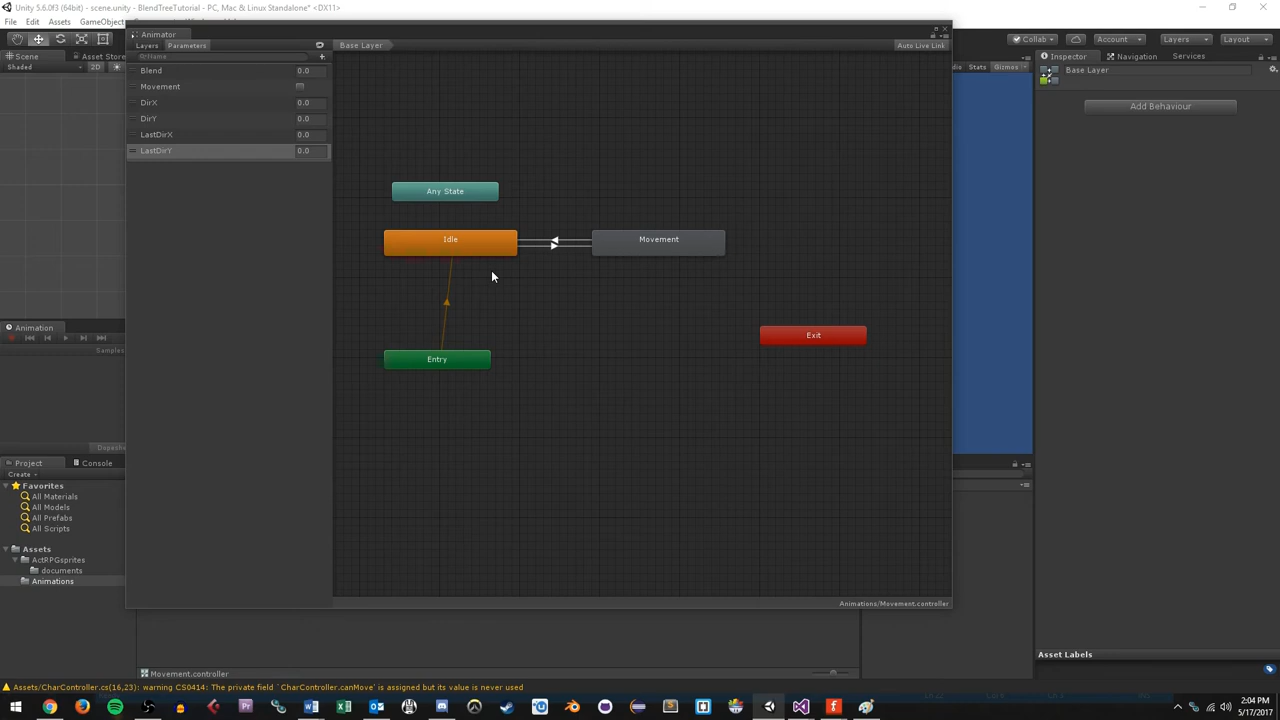 Unity 5.6.0f3 (64bit) - scene.unity - BlendTreeTutorial - PC, Mac & Linux Standalone* <DX11>
File Edit Assets GameObject
Collab Account Layers Layout
Scene Asset Store
Shaded 2D
Animator
Layers Parameters
Name
Base Layer
Auto Live Link
Blend 0.0
Movement
DirX 0.0
DirY 0.0
LastDirX 0.0
LastDirY 0.0
Any State
Idle
Movement
Exit
Entry
Animations/Movement.controller
Stats Gizmos
Inspector Navigation Services
Base Layer
Add Behaviour
Asset Labels
Animation
Samples
Project Console
Create
Favorites
All Materials
All Models
All Prefabs
All Scripts
Assets
ActRPGsprites
documents
Animations
Movement.controller
Assets/CharController.cs(16,23): warning CS0414: The private field `CharController.canMove' is assigned but its value is never used
2:04 PM
5/17/2017